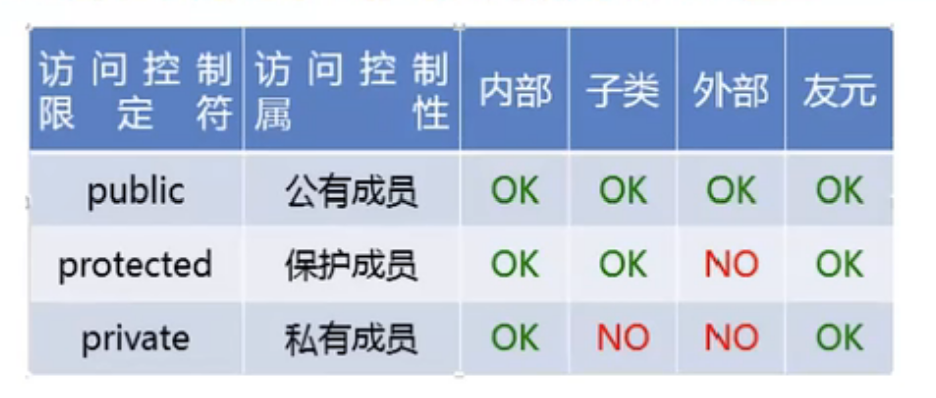 访问控制限定符 访问控制属性 内部 子类 外部 友元
public 公有成员 OK OK OK OK
protected 保护成员 OK OK NO OK
private 私有成员 OK NO NO OK